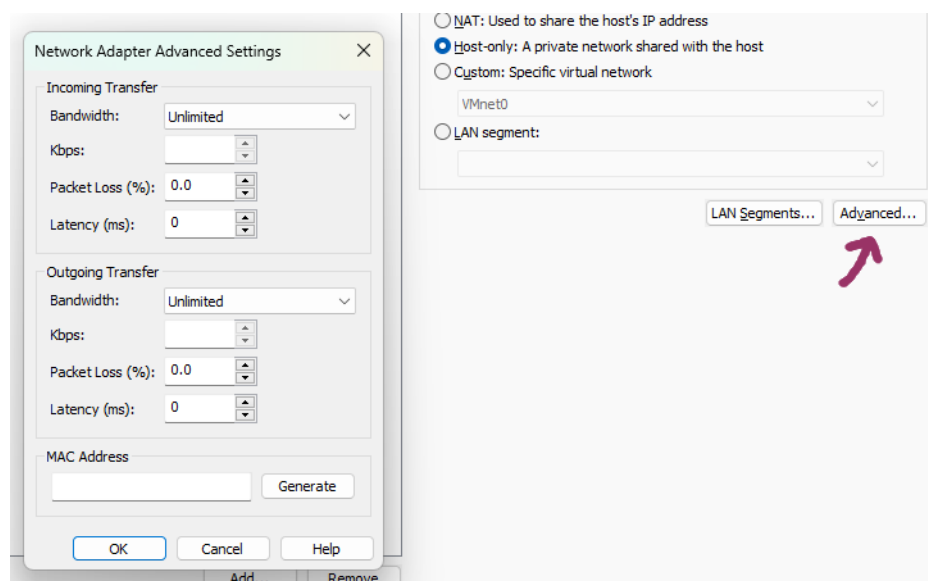 Network Adapter Advanced Settings
Incoming Transfer
Bandwidth: Unlimited
Kbps:
Packet Loss (%): 0.0
Latency (ms): 0
Outgoing Transfer
Bandwidth: Unlimited
Kbps:
Packet Loss (%): 0.0
Latency (ms): 0
MAC Address
Generate
OK Cancel Help
Add... Remove
NAT: Used to share the host's IP address
Host-only: A private network shared with the host
Custom: Specific virtual network
VMnet0
LAN segment:
LAN Segments... Advanced...